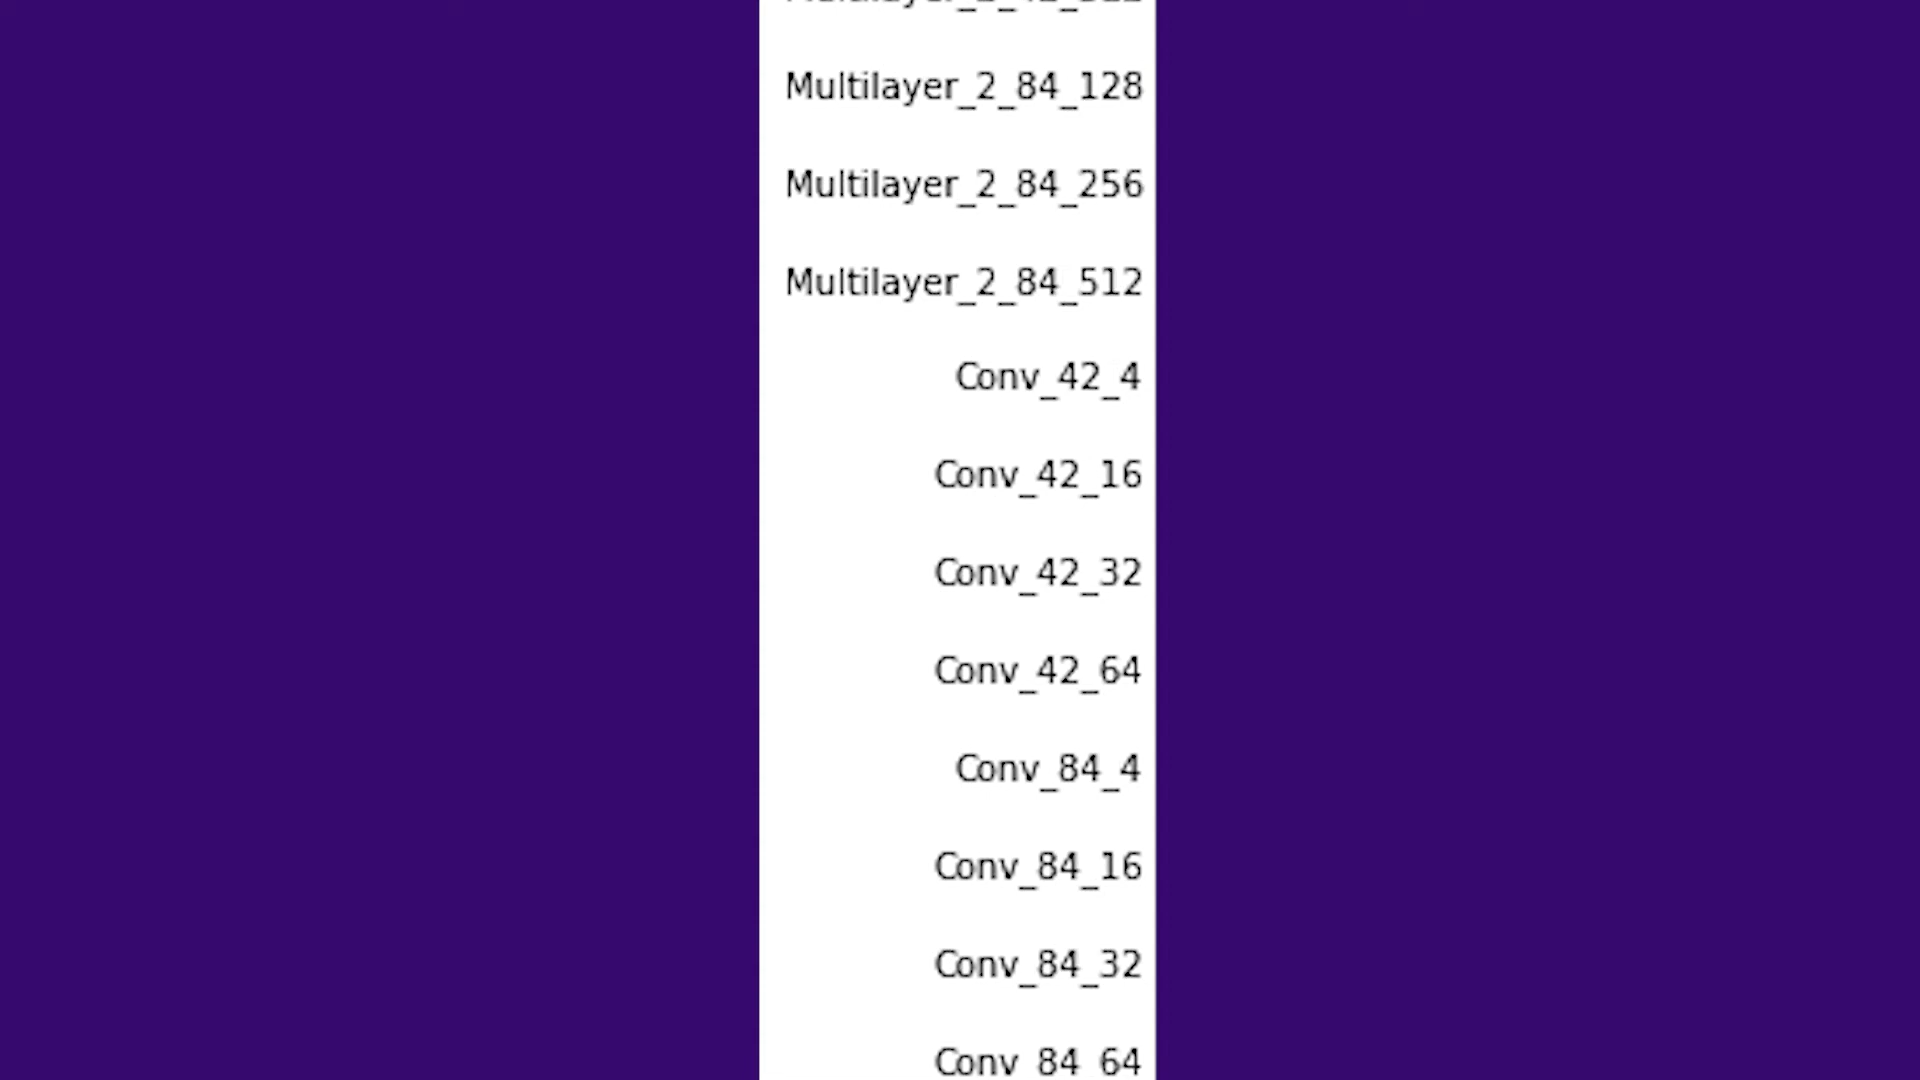 Multilayer_2_84_128
Multilayer_2_84_256
Multilayer_2_84_512
Conv_42_4
Conv_42_16
Conv_42_32
Conv_42_64
Conv_84_4
Conv_84_16
Conv_84_32
Conv_84_64